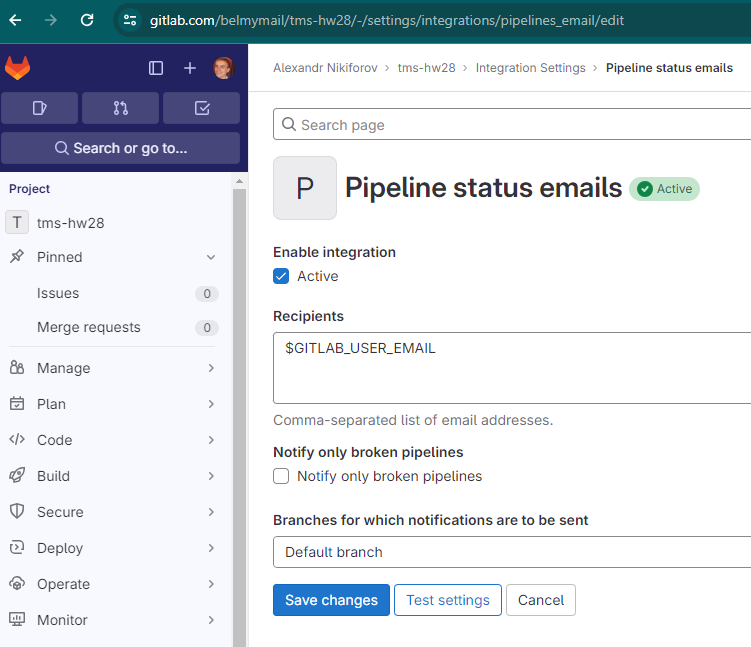 gitlab.com/belmymail/tms-hw28/-/settings/integrations/pipelines_email/edit
Search or go to...
Project
T tms-hw28
Pinned
Issues 0
Merge requests 0
Manage
Plan
Code
Build
Secure
Deploy
Operate
Monitor
Alexandr Nikiforov > tms-hw28 > Integration Settings > Pipeline status emails
Search page
P Pipeline status emails Active
Enable integration
Active
Recipients
$GITLAB_USER_EMAIL
Comma-separated list of email addresses.
Notify only broken pipelines
Notify only broken pipelines
Branches for which notifications are to be sent
Default branch
Save changes Test settings Cancel